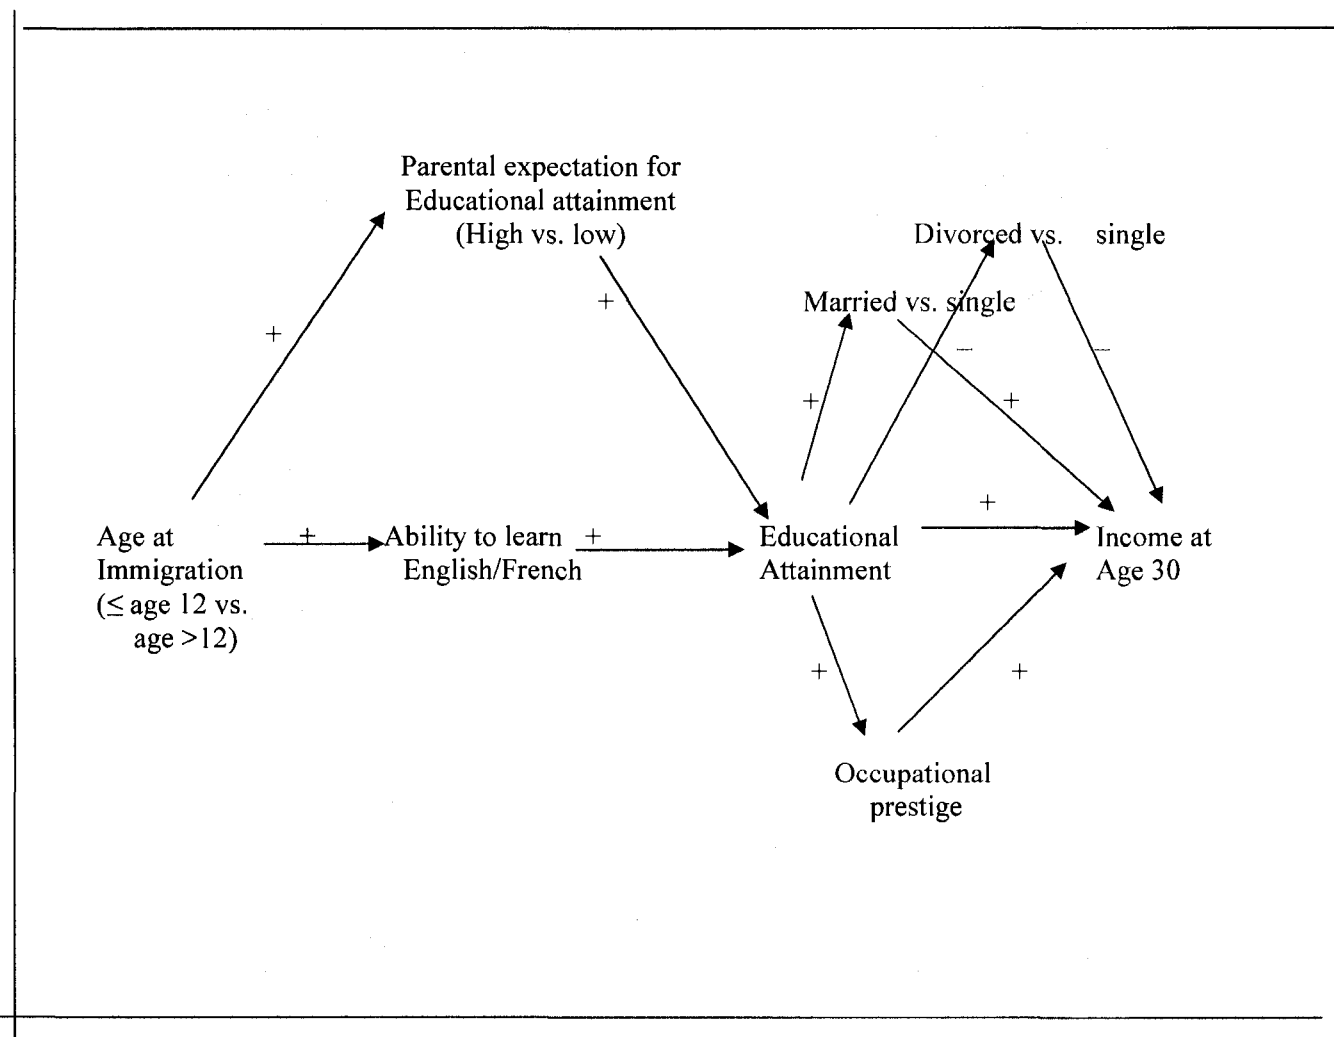 Parental expectation for
Educational attainment
(High vs. low)
Divorced vs. single
Married vs. single
+
+
–
–
+
+
+
Age at
Immigration
(≤ age 12 vs.
age >12)
+
Ability to learn
English/French
+
Educational
Attainment
Income at
Age 30
+
+
Occupational
prestige